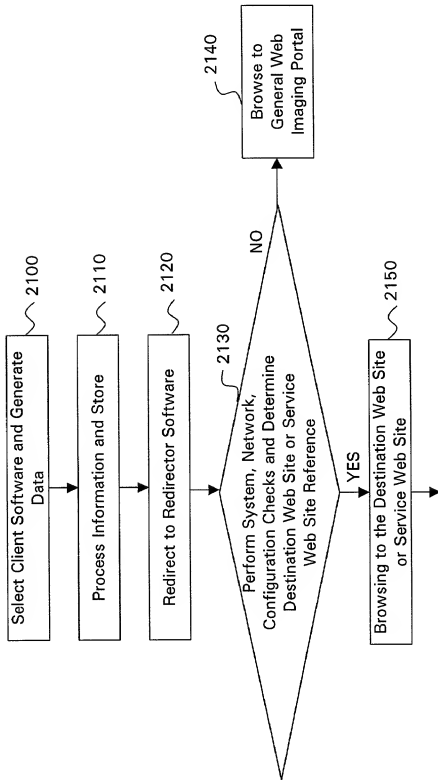 Select Client Software and Generate
Data
2100
Process Information and Store
2110
Redirect to Redirector Software
2120
Perform System, Network,
Configuration Checks and Determine
Destination Web Site or Service
Web Site Reference
2130
NO
Browse to
General Web
Imaging Portal
2140
YES
Browsing to the Destination Web Site
or Service Web Site
2150